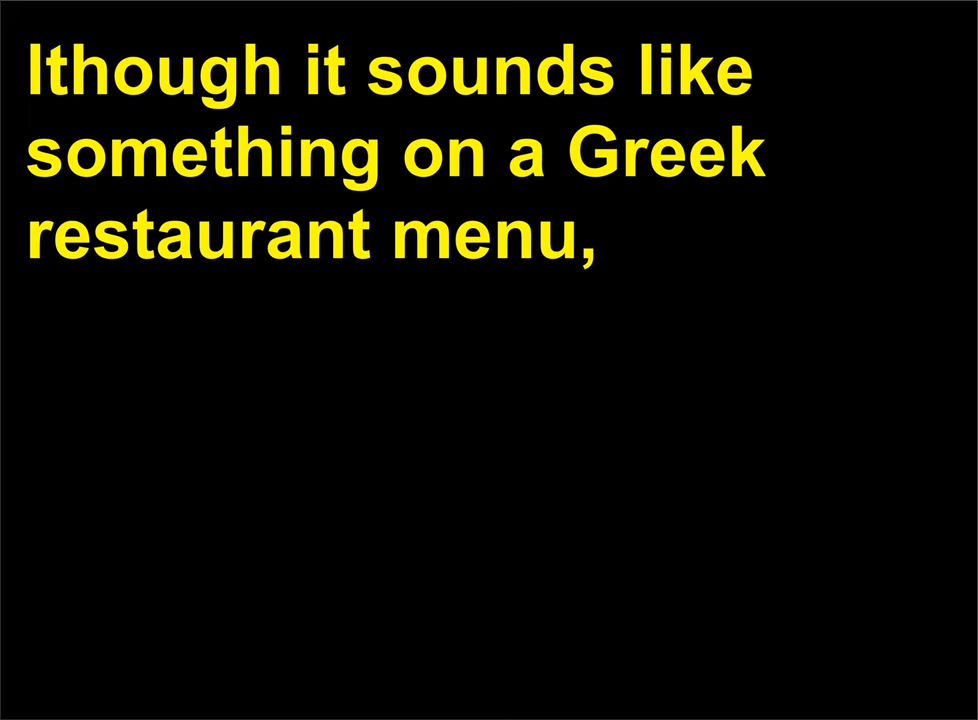 lthough it sounds like
something on a Greek
restaurant menu,